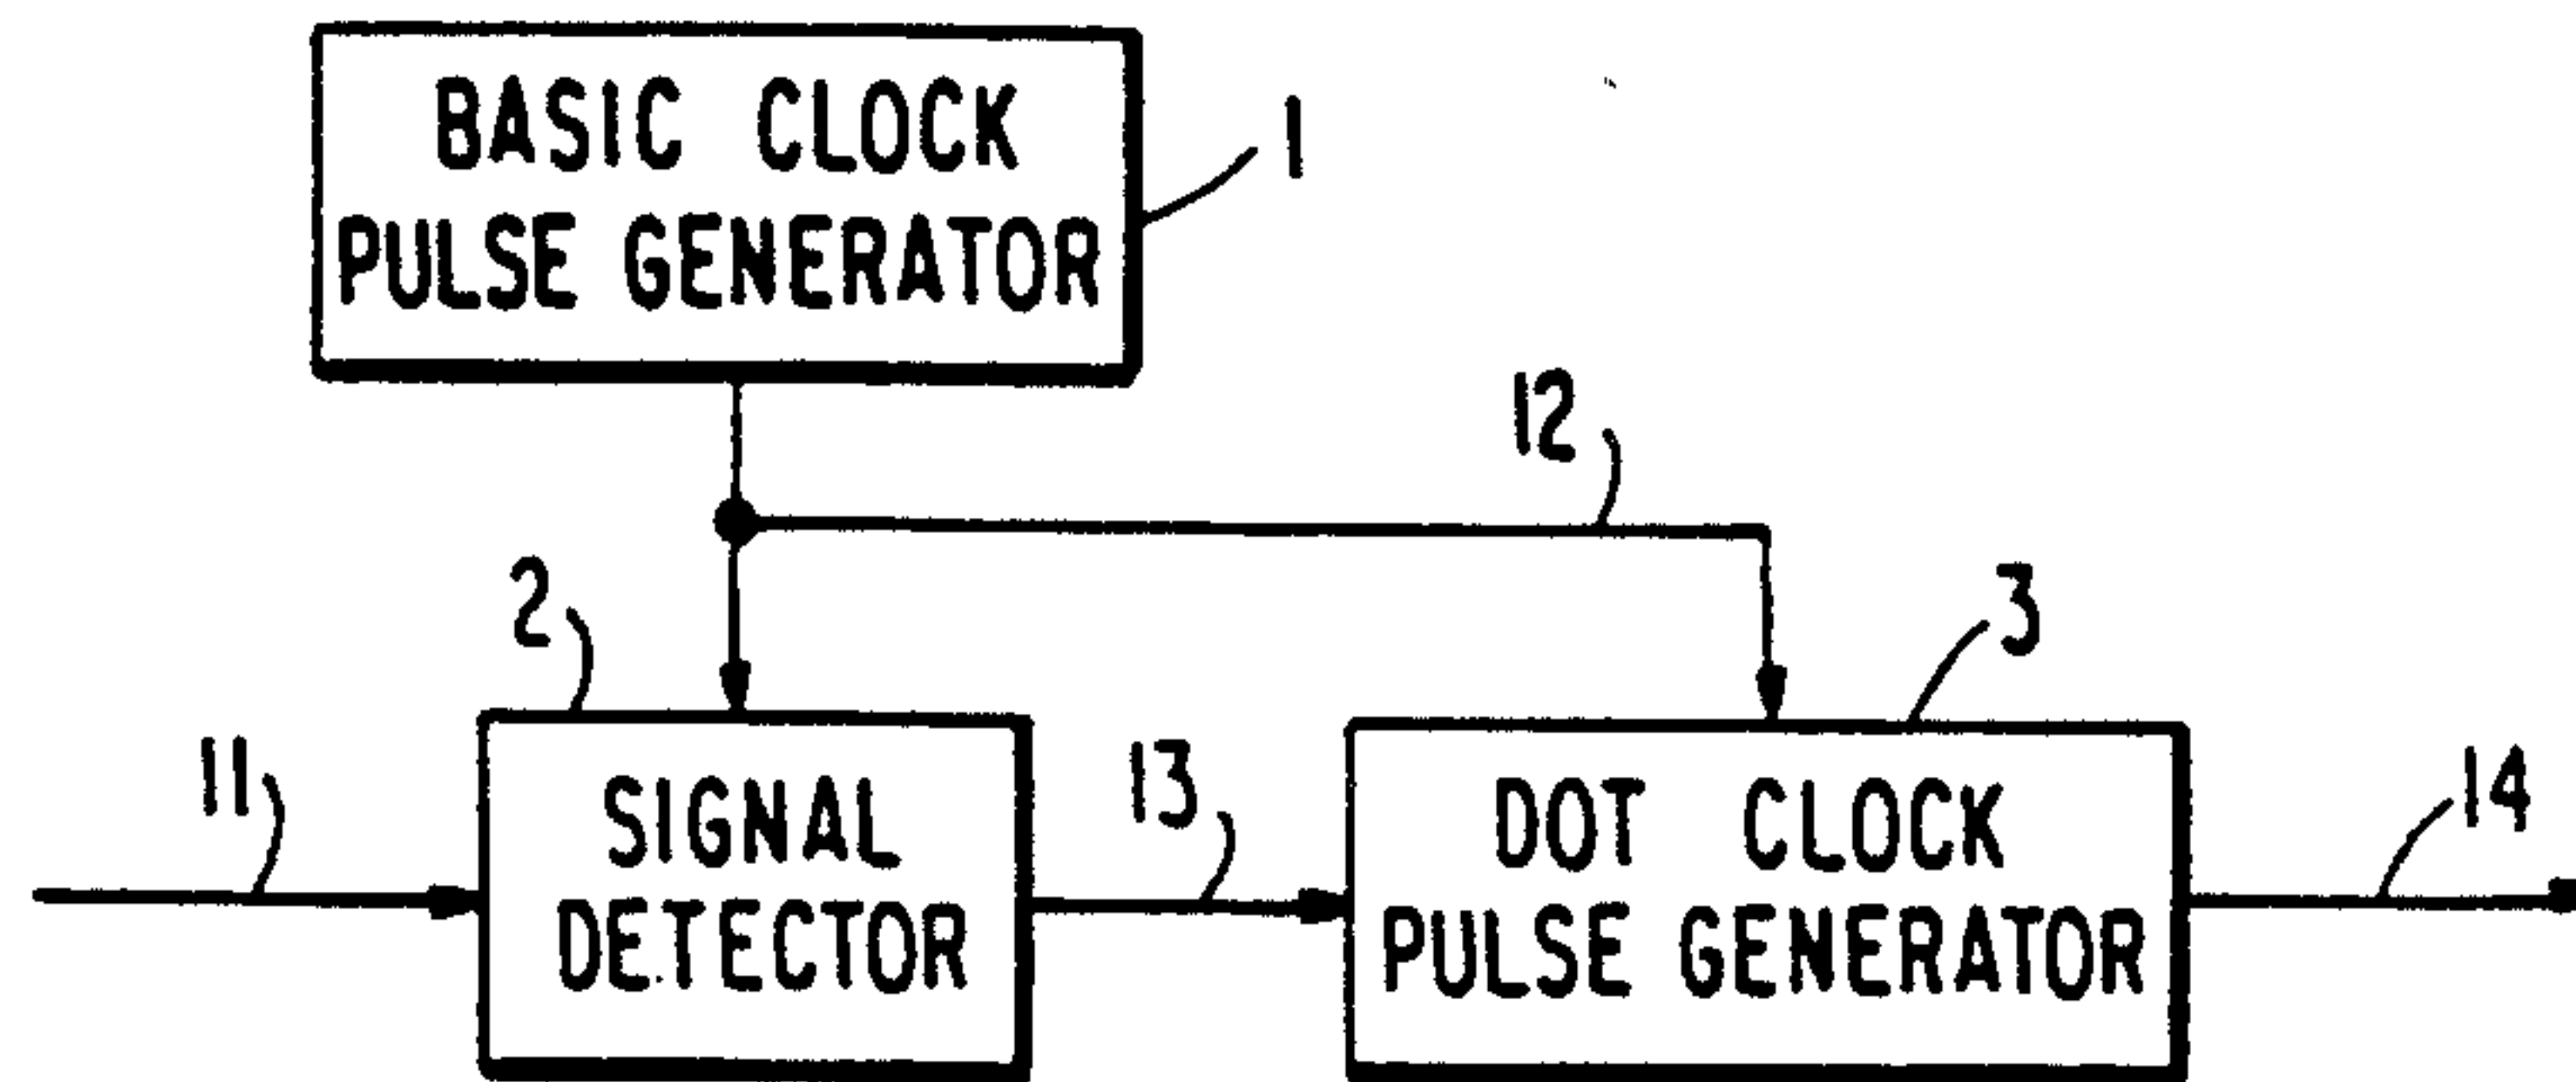 BASIC CLOCK
PULSE GENERATOR
1
12
2
3
11
SIGNAL
DETECTOR
13
DOT CLOCK
PULSE GENERATOR
14